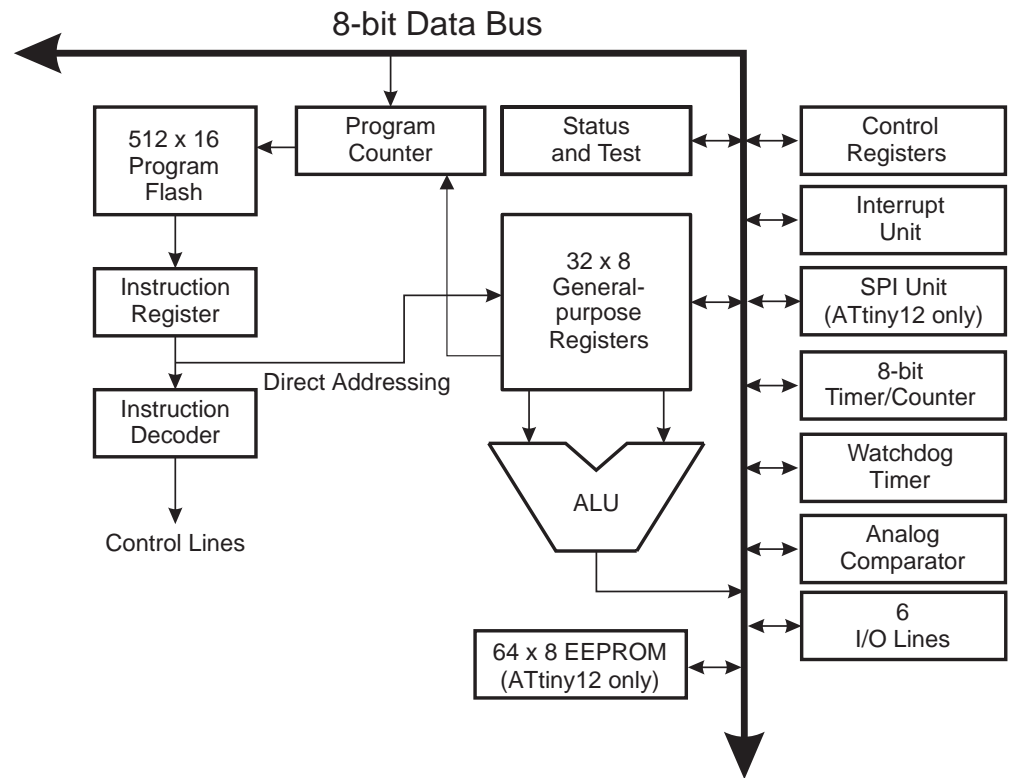 8-bit Data Bus
512 x 16
Program
Flash
Program
Counter
Status
and Test
Control
Registers
Interrupt
Unit
32 x 8
General-
purpose
Registers
SPI Unit
(ATtiny12 only)
Instruction
Register
8-bit
Timer/Counter
Direct Addressing
Instruction
Decoder
Watchdog
Timer
ALU
Control Lines
Analog
Comparator
6
I/O Lines
64 x 8 EEPROM
(ATtiny12 only)